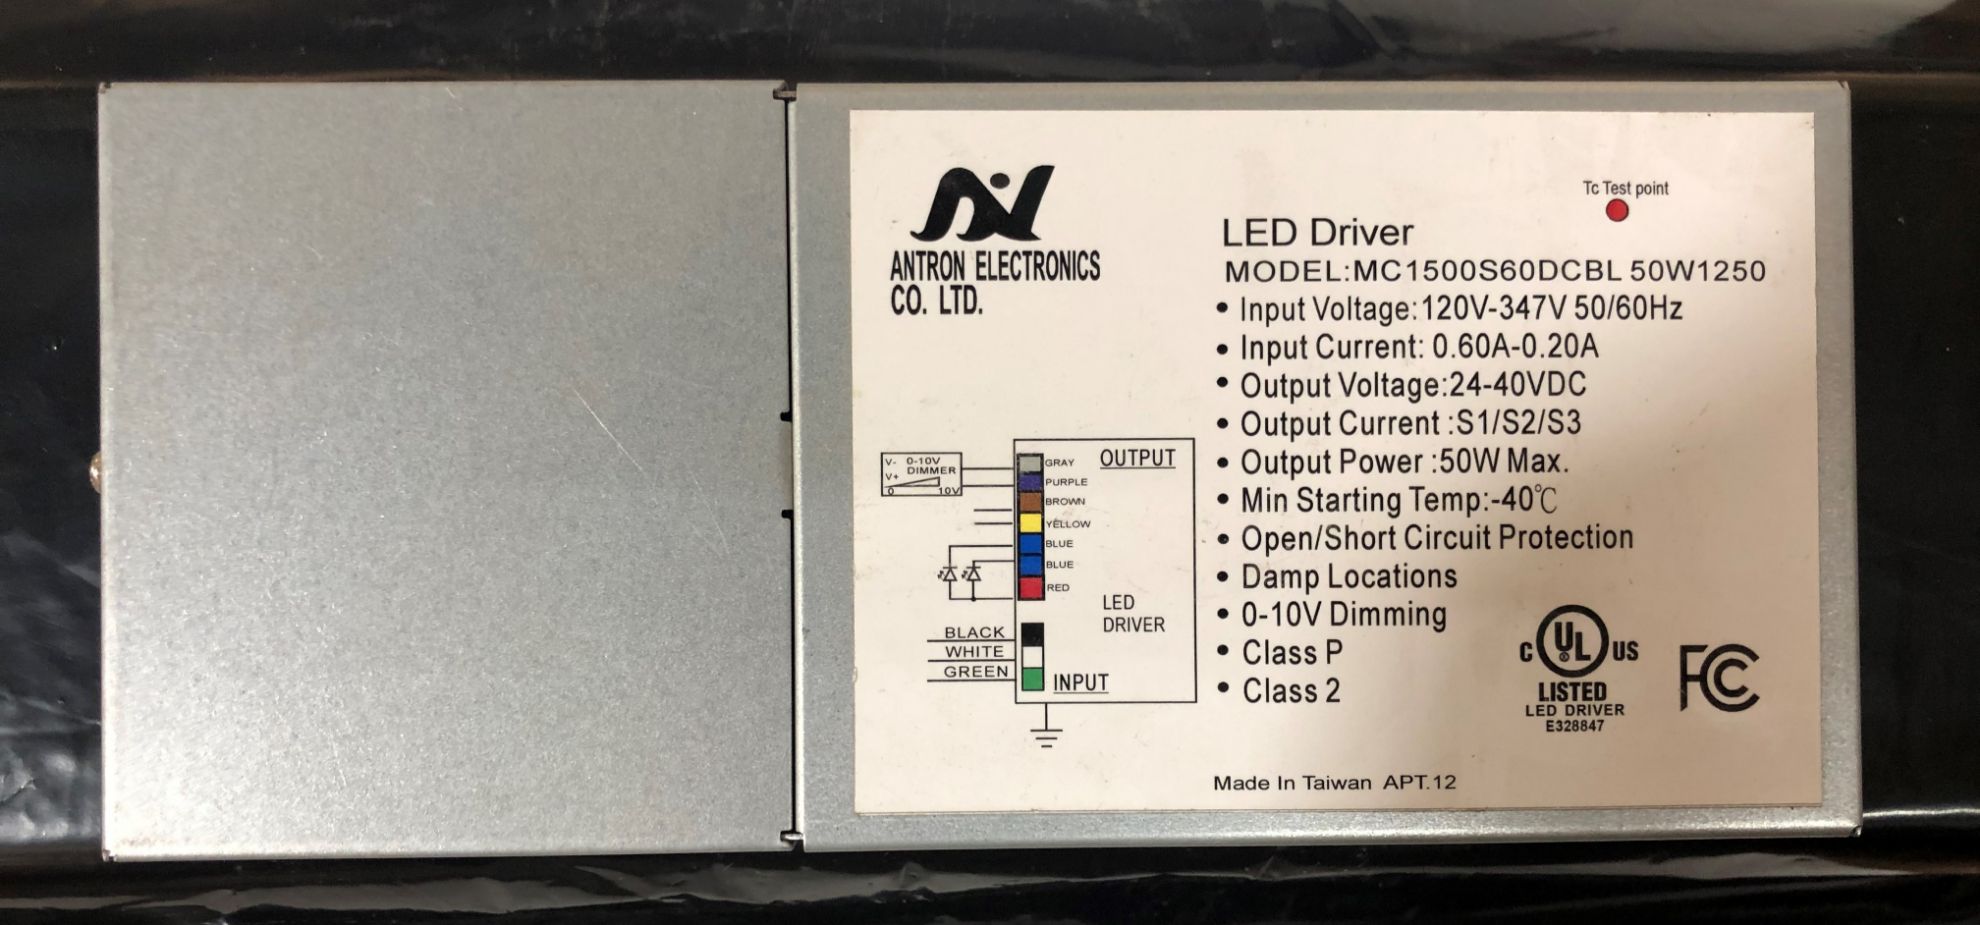 ANTRON ELECTRONICS
CO. LTD.
Tc Test point
LED Driver
MODEL:MC1500S60DCBL 50W1250
• Input Voltage:120V-347V 50/60Hz
• Input Current: 0.60A-0.20A
• Output Voltage:24-40VDC
• Output Current :S1/S2/S3
• Output Power :50W Max.
• Min Starting Temp:-40℃
• Open/Short Circuit Protection
• Damp Locations
• 0-10V Dimming
• Class P
• Class 2
V- 0-10V
V+ DIMMER
0 10V
OUTPUT
GRAY
PURPLE
BROWN
YELLOW
BLUE
BLUE
RED
LED
DRIVER
BLACK
WHITE
GREEN
INPUT
C UL ® US
LISTED
LED DRIVER
E328847
FC
Made In Taiwan APT.12